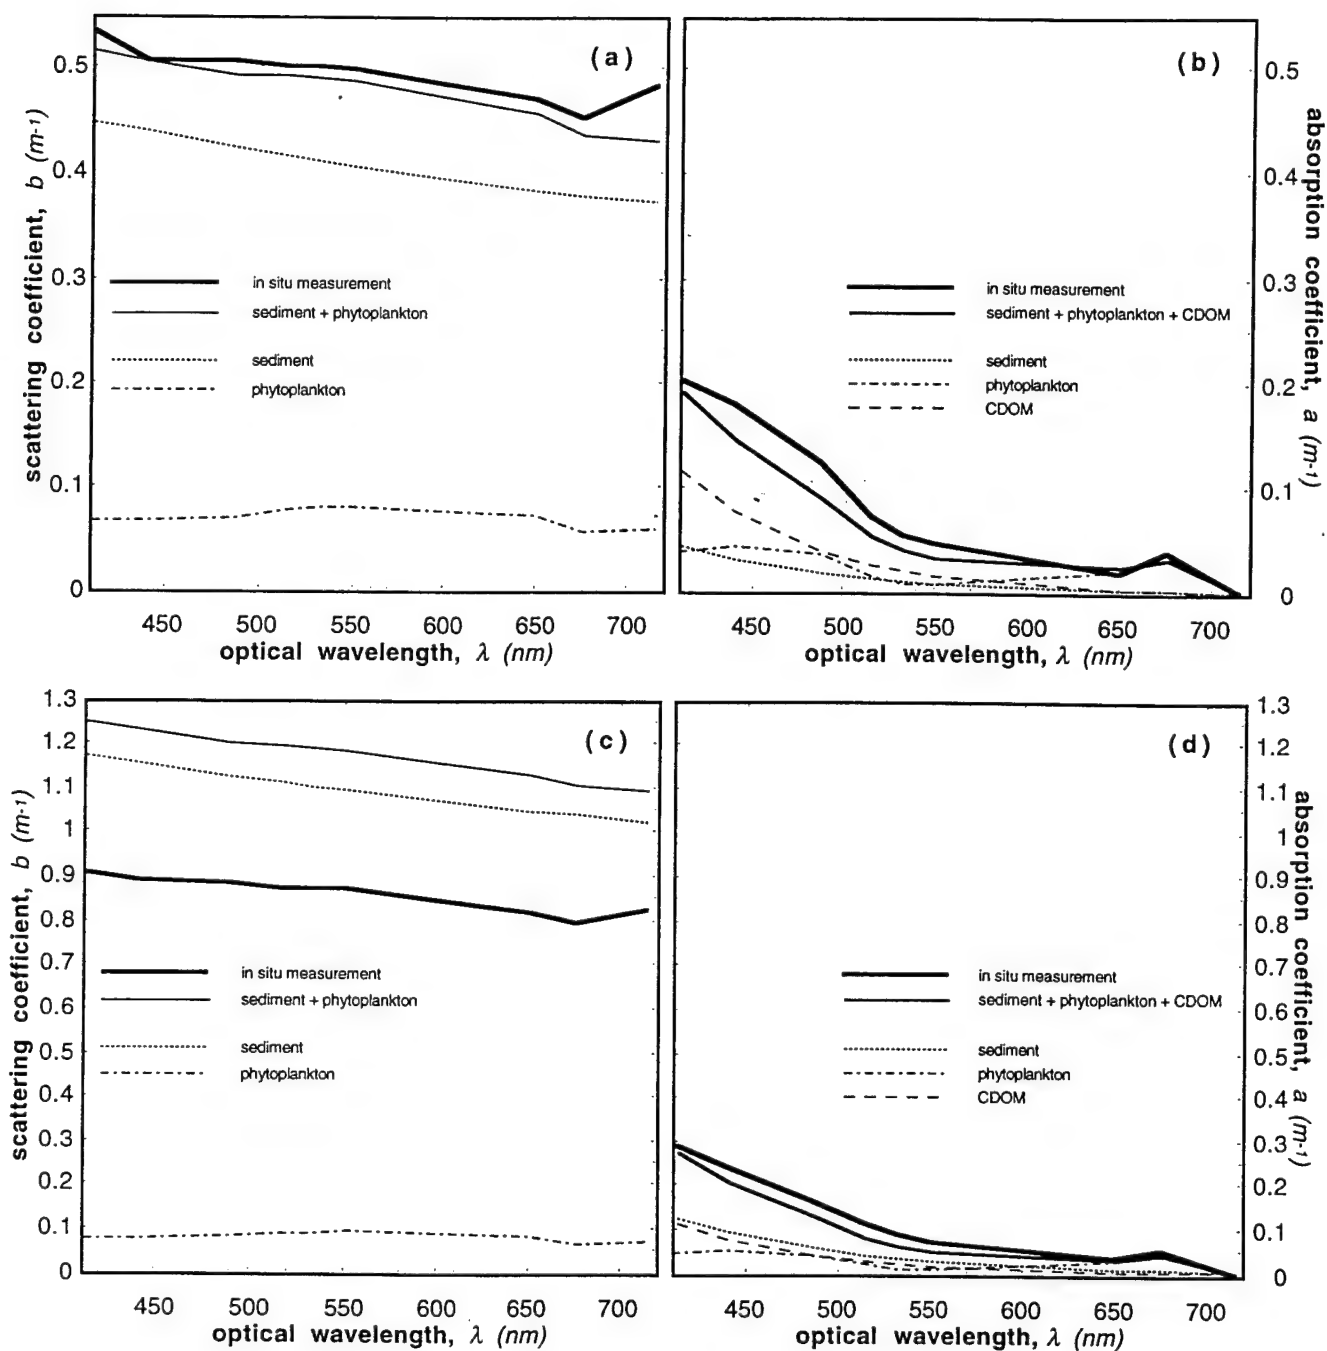 (a)
0.5
0.4
0.3
0.2
0.1
0
scattering coefficient, b (m-1)
in situ measurement
sediment + phytoplankton
sediment
phytoplankton
450 500 550 600 650 700
optical wavelength, λ (nm)
(b)
0.5
0.4
0.3
0.2
0.1
0
absorption coefficient, a (m-1)
in situ measurement
sediment + phytoplankton + CDOM
sediment
phytoplankton
CDOM
450 500 550 600 650 700
optical wavelength, λ (nm)
(c)
1.3
1.2
1.1
1
0.9
0.8
0.7
0.6
0.5
0.4
0.3
0.2
0.1
0
scattering coefficient, b (m-1)
in situ measurement
sediment + phytoplankton
sediment
phytoplankton
450 500 550 600 650 700
optical wavelength, λ (nm)
(d)
1.3
1.2
1.1
1
0.9
0.8
0.7
0.6
0.5
0.4
0.3
0.2
0.1
0
absorption coefficient, a (m-1)
in situ measurement
sediment + phytoplankton + CDOM
sediment
phytoplankton
CDOM
450 500 550 600 650 700
optical wavelength, λ (nm)